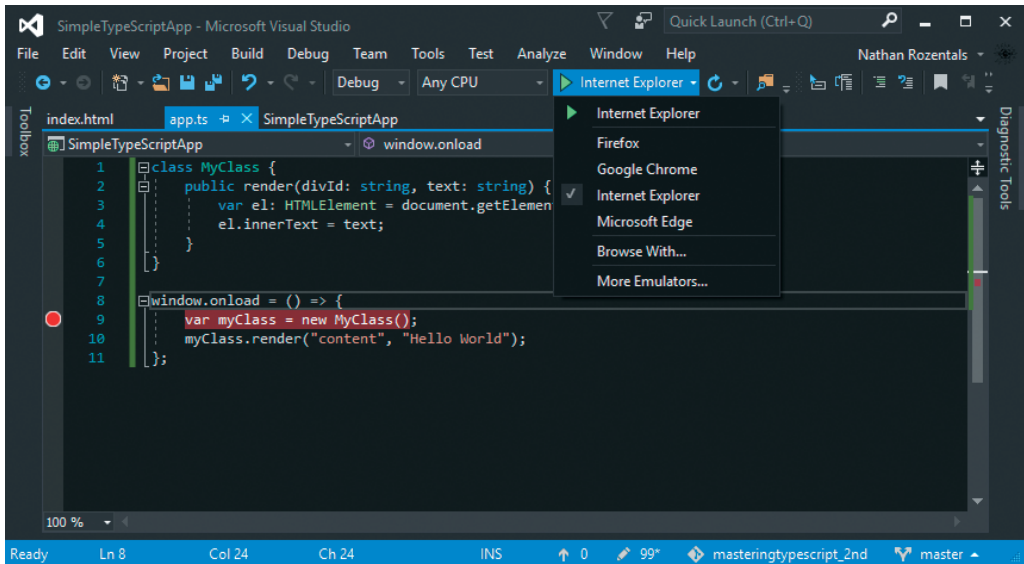 SimpleTypeScriptApp - Microsoft Visual Studio
Quick Launch (Ctrl+Q)
File Edit View Project Build Debug Team Tools Test Analyze Window Help
Nathan Rozentals
Debug Any CPU Internet Explorer
Toolbox
index.html app.ts SimpleTypeScriptApp
SimpleTypeScriptApp window.onload
1 class MyClass {
2 public render(divId: string, text: string) {
3 var el: HTMLElement = document.getElemen
4 el.innerText = text;
5 }
6 }
7
8 window.onload = () => {
9 var myClass = new MyClass();
10 myClass.render("content", "Hello World");
11 };
Internet Explorer
Firefox
Google Chrome
Internet Explorer
Microsoft Edge
Browse With...
More Emulators...
Diagnostic Tools
100 %
Ready Ln 8 Col 24 Ch 24 INS 0 99* masteringtypescript_2nd master